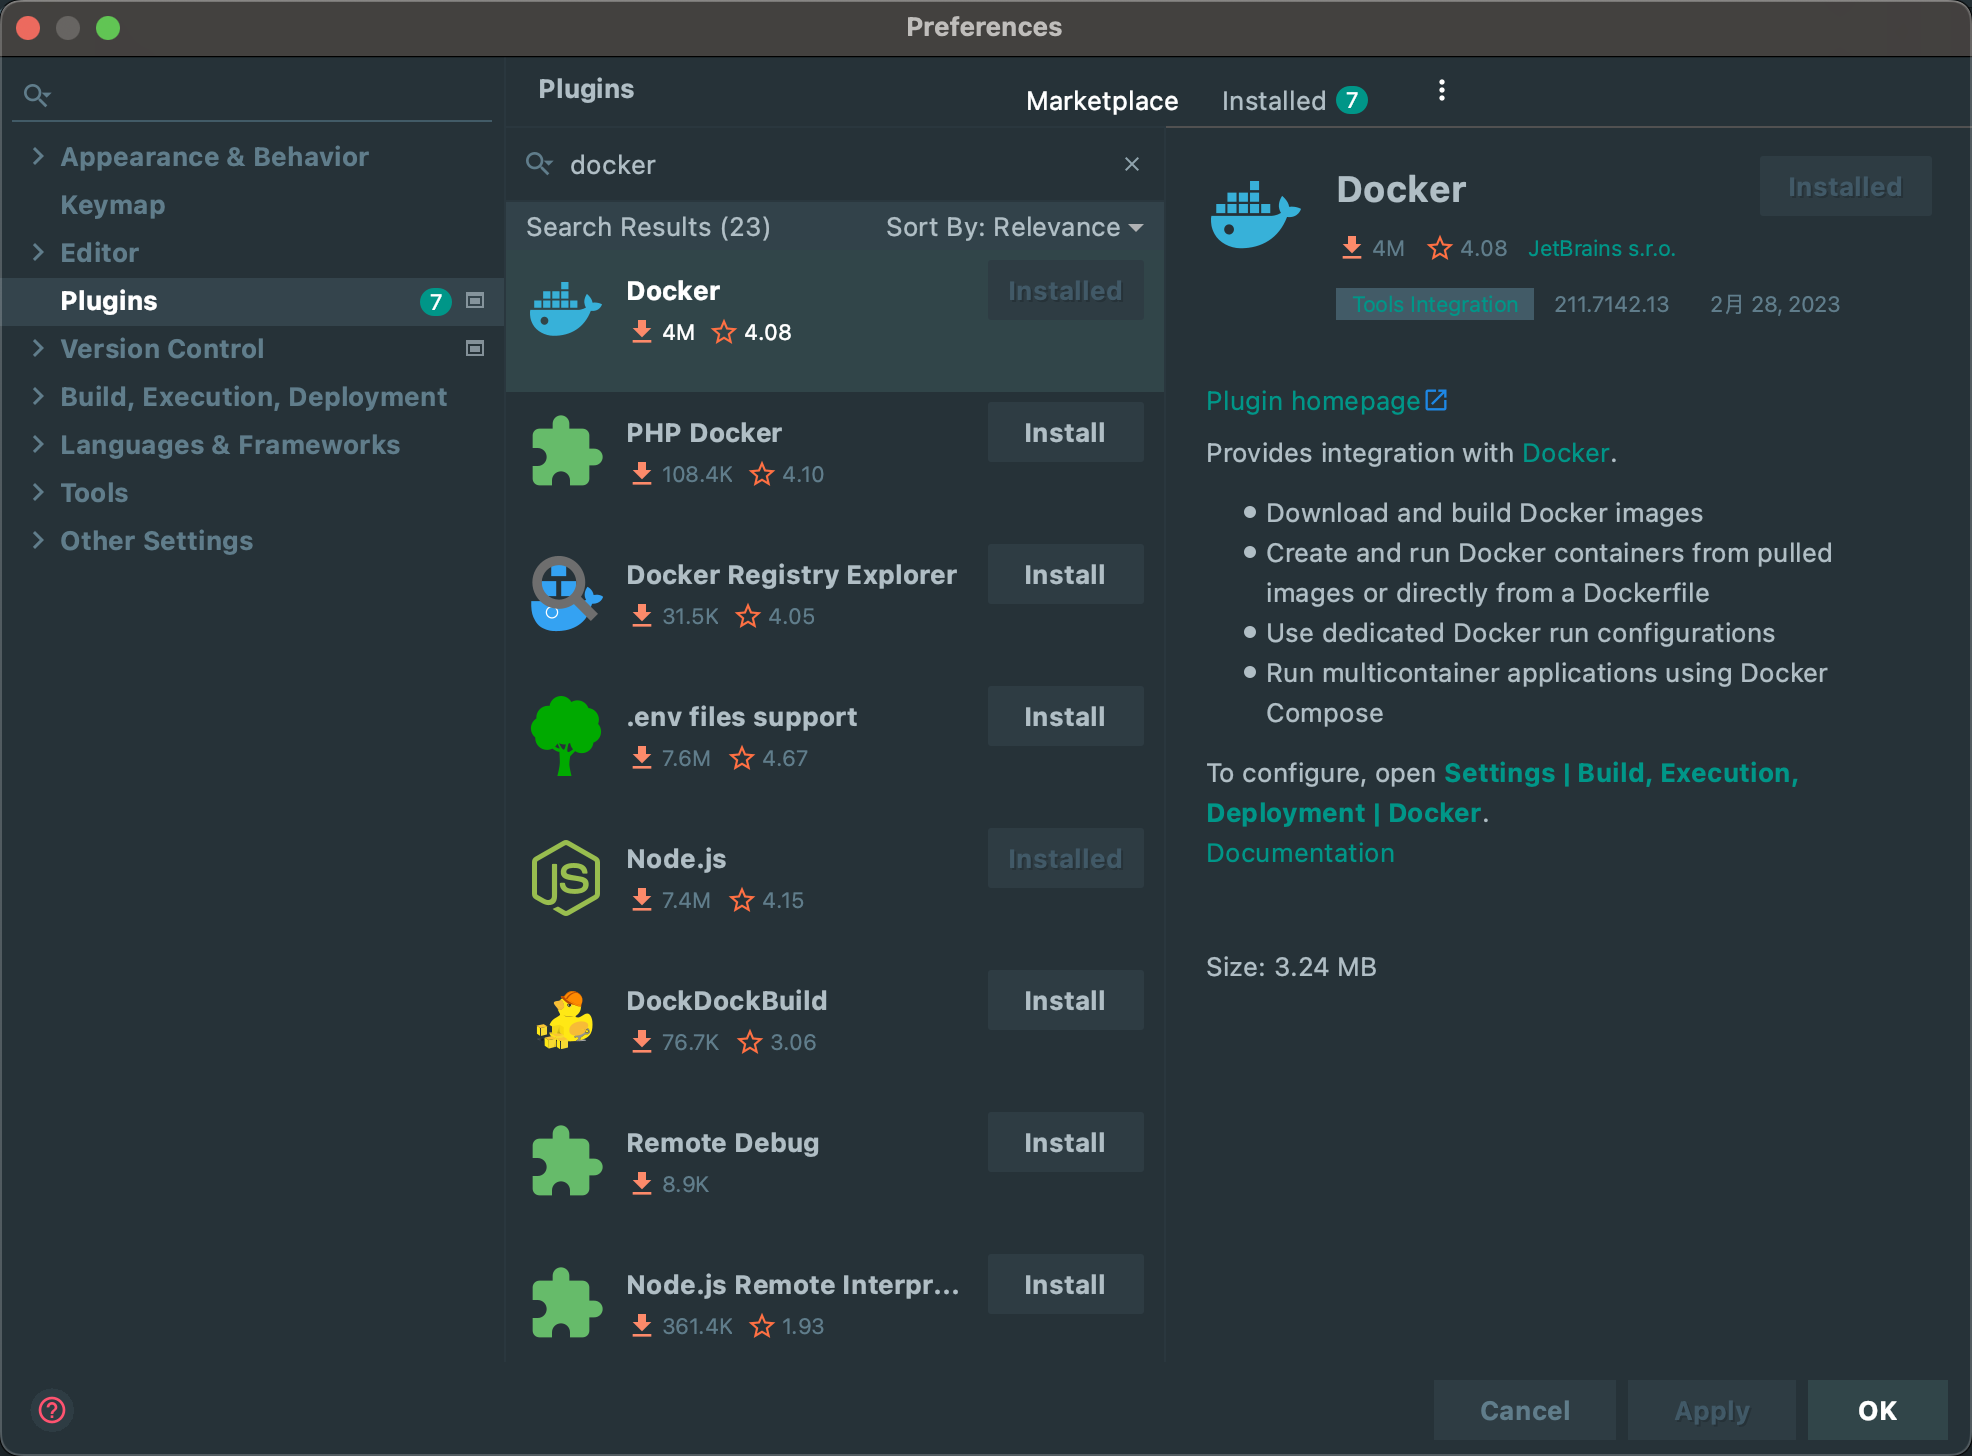 Preferences
Appearance & Behavior
Keymap
Editor
Plugins 7
Version Control
Build, Execution, Deployment
Languages & Frameworks
Tools
Other Settings
Plugins
Marketplace
Installed 7
docker
Search Results (23)
Sort By: Relevance
Docker
Installed
4M 4.08
PHP Docker
Install
108.4K 4.10
Docker Registry Explorer
Install
31.5K 4.05
.env files support
Install
7.6M 4.67
Node.js
Installed
7.4M 4.15
DockDockBuild
Install
76.7K 3.06
Remote Debug
Install
8.9K
Node.js Remote Interpr...
Install
361.4K 1.93
Docker
Installed
4M 4.08 JetBrains s.r.o.
Tools Integration 211.7142.13 2月 28, 2023
Plugin homepage
Provides integration with Docker.
Download and build Docker images
Create and run Docker containers from pulled
images or directly from a Dockerfile
Use dedicated Docker run configurations
Run multicontainer applications using Docker
Compose
To configure, open Settings | Build, Execution,
Deployment | Docker.
Documentation
Size: 3.24 MB
?
Cancel
Apply
OK